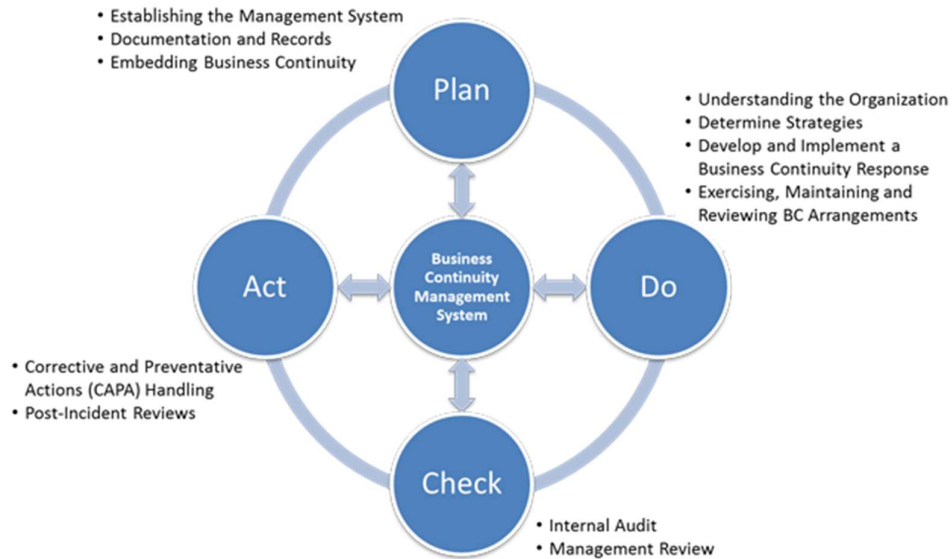 • Establishing the Management System
• Documentation and Records
• Embedding Business Continuity
Plan
• Understanding the Organization
• Determine Strategies
• Develop and Implement a
Business Continuity Response
• Exercising, Maintaining and
Reviewing BC Arrangements
Act
Business
Continuity
Management
System
Do
• Corrective and Preventative
Actions (CAPA) Handling
• Post-Incident Reviews
Check
• Internal Audit
• Management Review